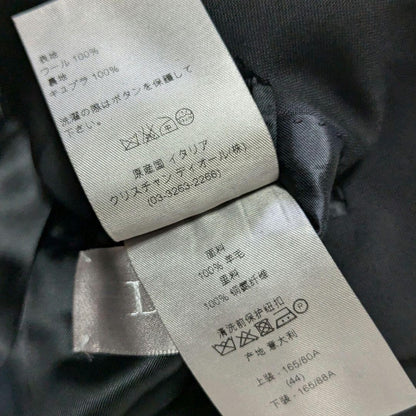 表地
ウール 100%
裏地
キュプラ 100%
洗濯の際はボタンを保護して
下さい。
原産国 イタリア
クリスチャンディオール(株)
(03-3263-2266)
面料
100% 羊毛
里料
100% 铜氨纤维
清洗前保护纽扣
产地 意大利
上装 - 165/80A
(44)
下装 - 165/88A